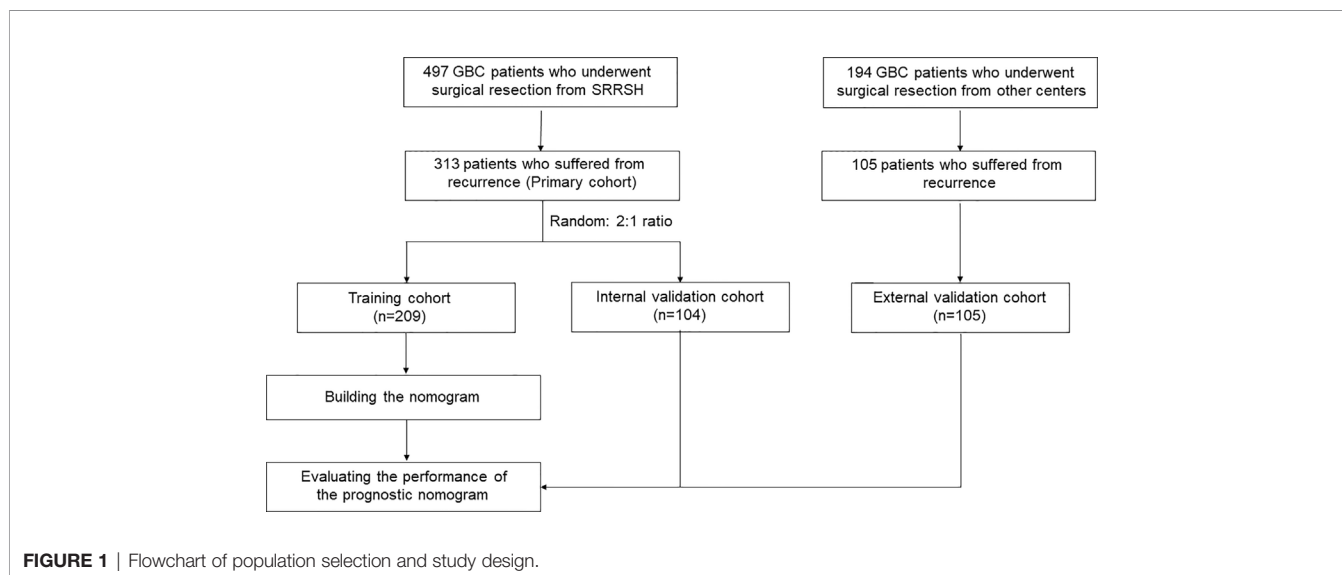 497 GBC patients who underwent
surgical resection from SRRSH
194 GBC patients who underwent
surgical resection from other centers
313 patients who suffered from
recurrence (Primary cohort)
105 patients who suffered from
recurrence
Random: 2:1 ratio
Training cohort
(n=209)
Internal validation cohort
(n=104)
External validation cohort
(n=105)
Building the nomogram
Evaluating the performance of
the prognostic nomogram
FIGURE 1 | Flowchart of population selection and study design.